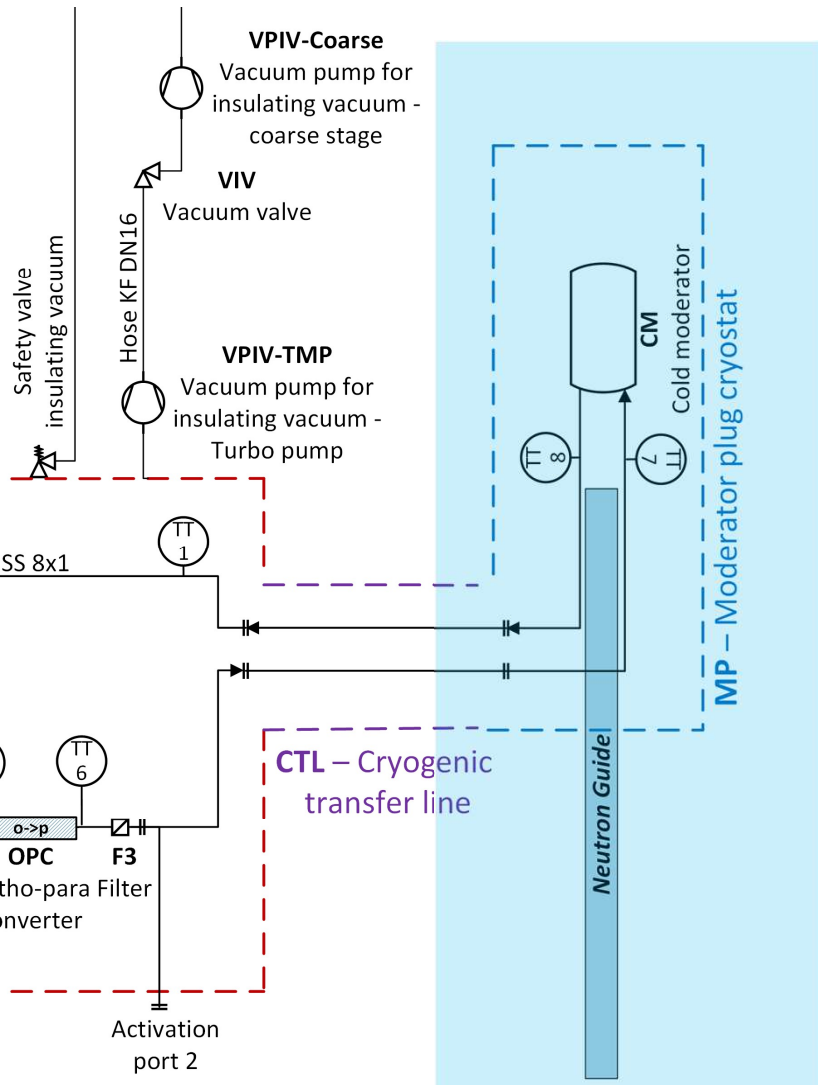 VPIV-Coarse
Vacuum pump for
insulating vacuum -
coarse stage
VIV
Vacuum valve
Safety valve
insulating vacuum
Hose KF DN16
VPIV-TMP
Vacuum pump for
insulating vacuum -
Turbo pump
CM
Cold moderator
MP – Moderator plug cryostat
TT
8
TT
7
TT
1
SS 8x1
CTL – Cryogenic
transfer line
TT
6
o->p
OPC
F3
tho-para Filter
onverter
Neutron Guide
Activation
port 2